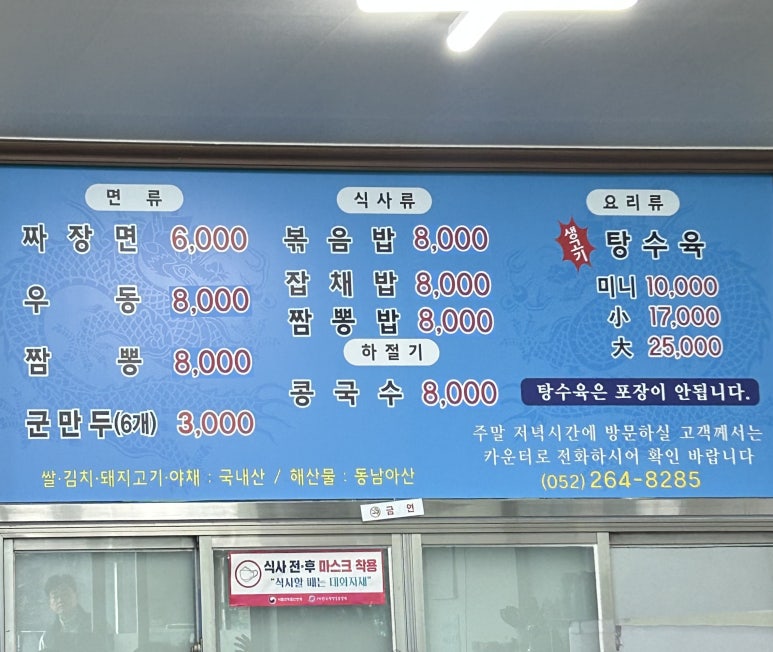 면 류
짜장면 6,000
우동 8,000
짬뽕 8,000
군만두(6개) 3,000
식사류
볶음밥 8,000
잡채밥 8,000
짬뽕밥 8,000
하절기
콩국수 8,000
요리류
생고기
탕수육
미니 10,000
小 17,000
大 25,000
탕수육은 포장이 안됩니다.
주말 저녁시간에 방문하실 고객께서는
카운터로 전화하시어 확인 바랍니다
(052) 264-8285
쌀·김치·돼지고기·야채 : 국내산 / 해산물 : 동남아산
금연
식사 전·후 마스크 착용
"식사할 때는 대화자제"